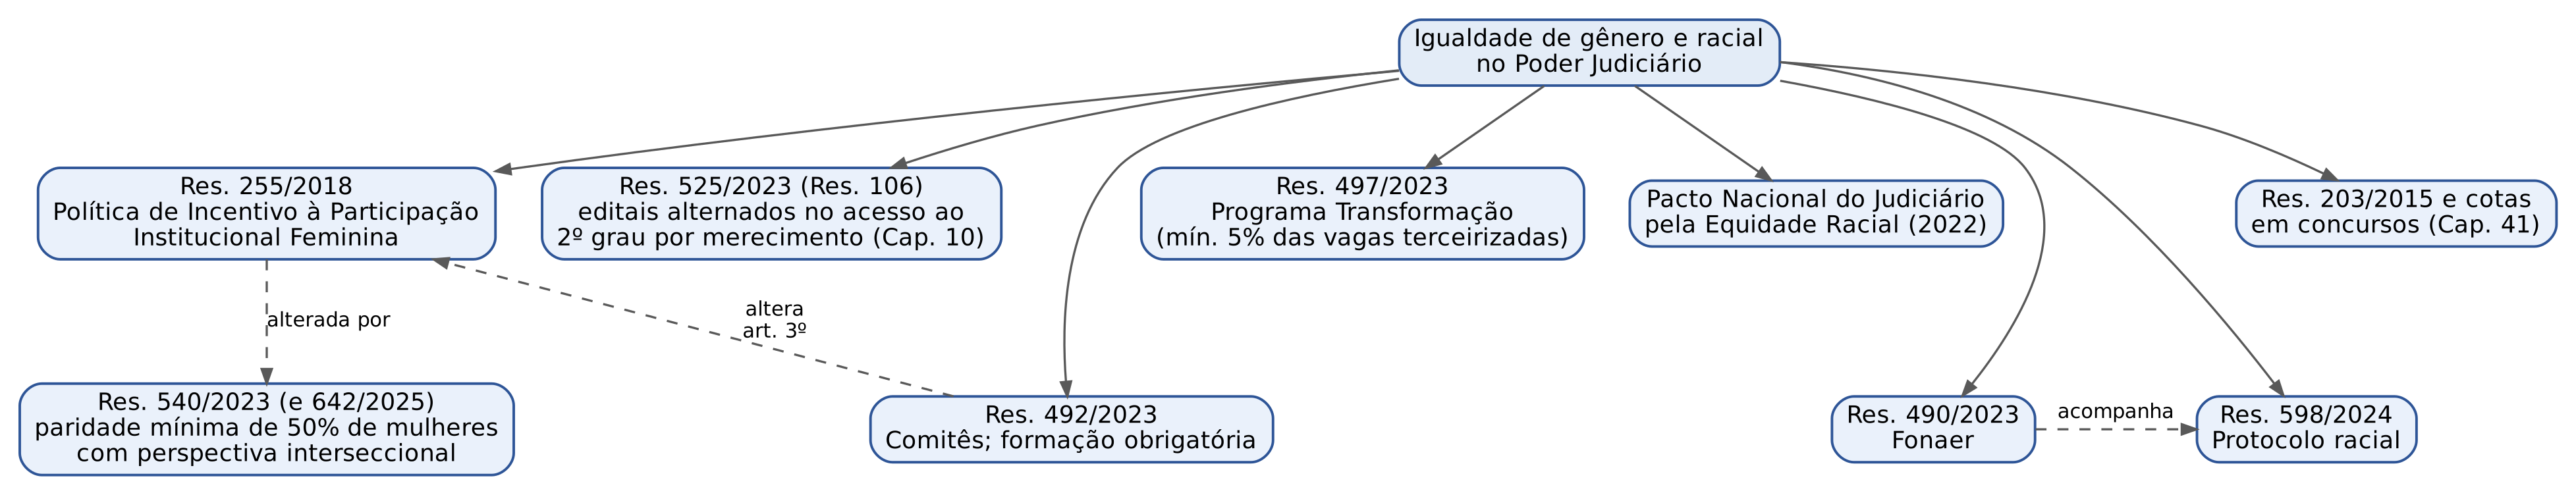 Igualdade de gênero e racial
no Poder Judiciário
Res. 255/2018
Política de Incentivo à Participação
Institucional Feminina
Res. 525/2023 (Res. 106)
editais alternados no acesso ao
2º grau por merecimento (Cap. 10)
Res. 497/2023
Programa Transformação
(mín. 5% das vagas terceirizadas)
Pacto Nacional do Judiciário
pela Equidade Racial (2022)
Res. 203/2015 e cotas
em concursos (Cap. 41)
alterada por
altera
art. 3º
Res. 540/2023 (e 642/2025)
paridade mínima de 50% de mulheres
com perspectiva interseccional
Res. 492/2023
Comitês; formação obrigatória
Res. 490/2023
Fonaer
acompanha
Res. 598/2024
Protocolo racial